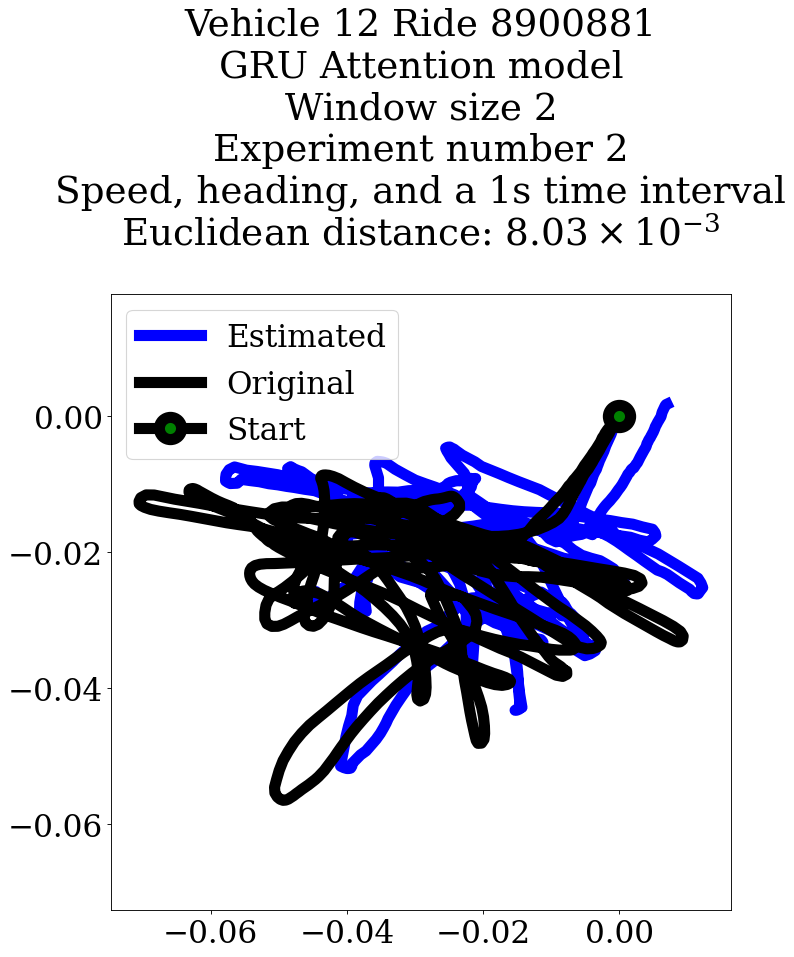 Vehicle 12 Ride 8900881
GRU Attention model
Window size 2
Experiment number 2
Speed, heading, and a 1s time interval
Euclidean distance: 8.03 × 10⁻³
Estimated
Original
Start
0.00
−0.02
−0.04
−0.06
−0.06 −0.04 −0.02 0.00